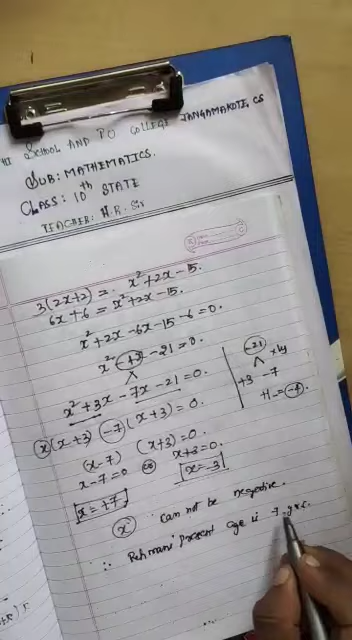 SCHOOL AND PU COLLEGE JANGAMAKOTE, CS
SUB: MATHEMATICS.
CLASS: 10th STATE
TEACHER: H.R. Sir
3(2x+2) = x²+2x-15.
6x+6 = x²+2x-15.
x²+2x-6x-15-6=0.
x²-4x-21=0.
x²+3x-7x-21=0.
x(x+3)-7(x+3)=0.
(x-7) (x+3)=0.
x-7=0 x+3=0.
x=+7 x=-3
-21
+3 -7
'x' can not be negative.
∴ Rehman's present age is 7 yrs.